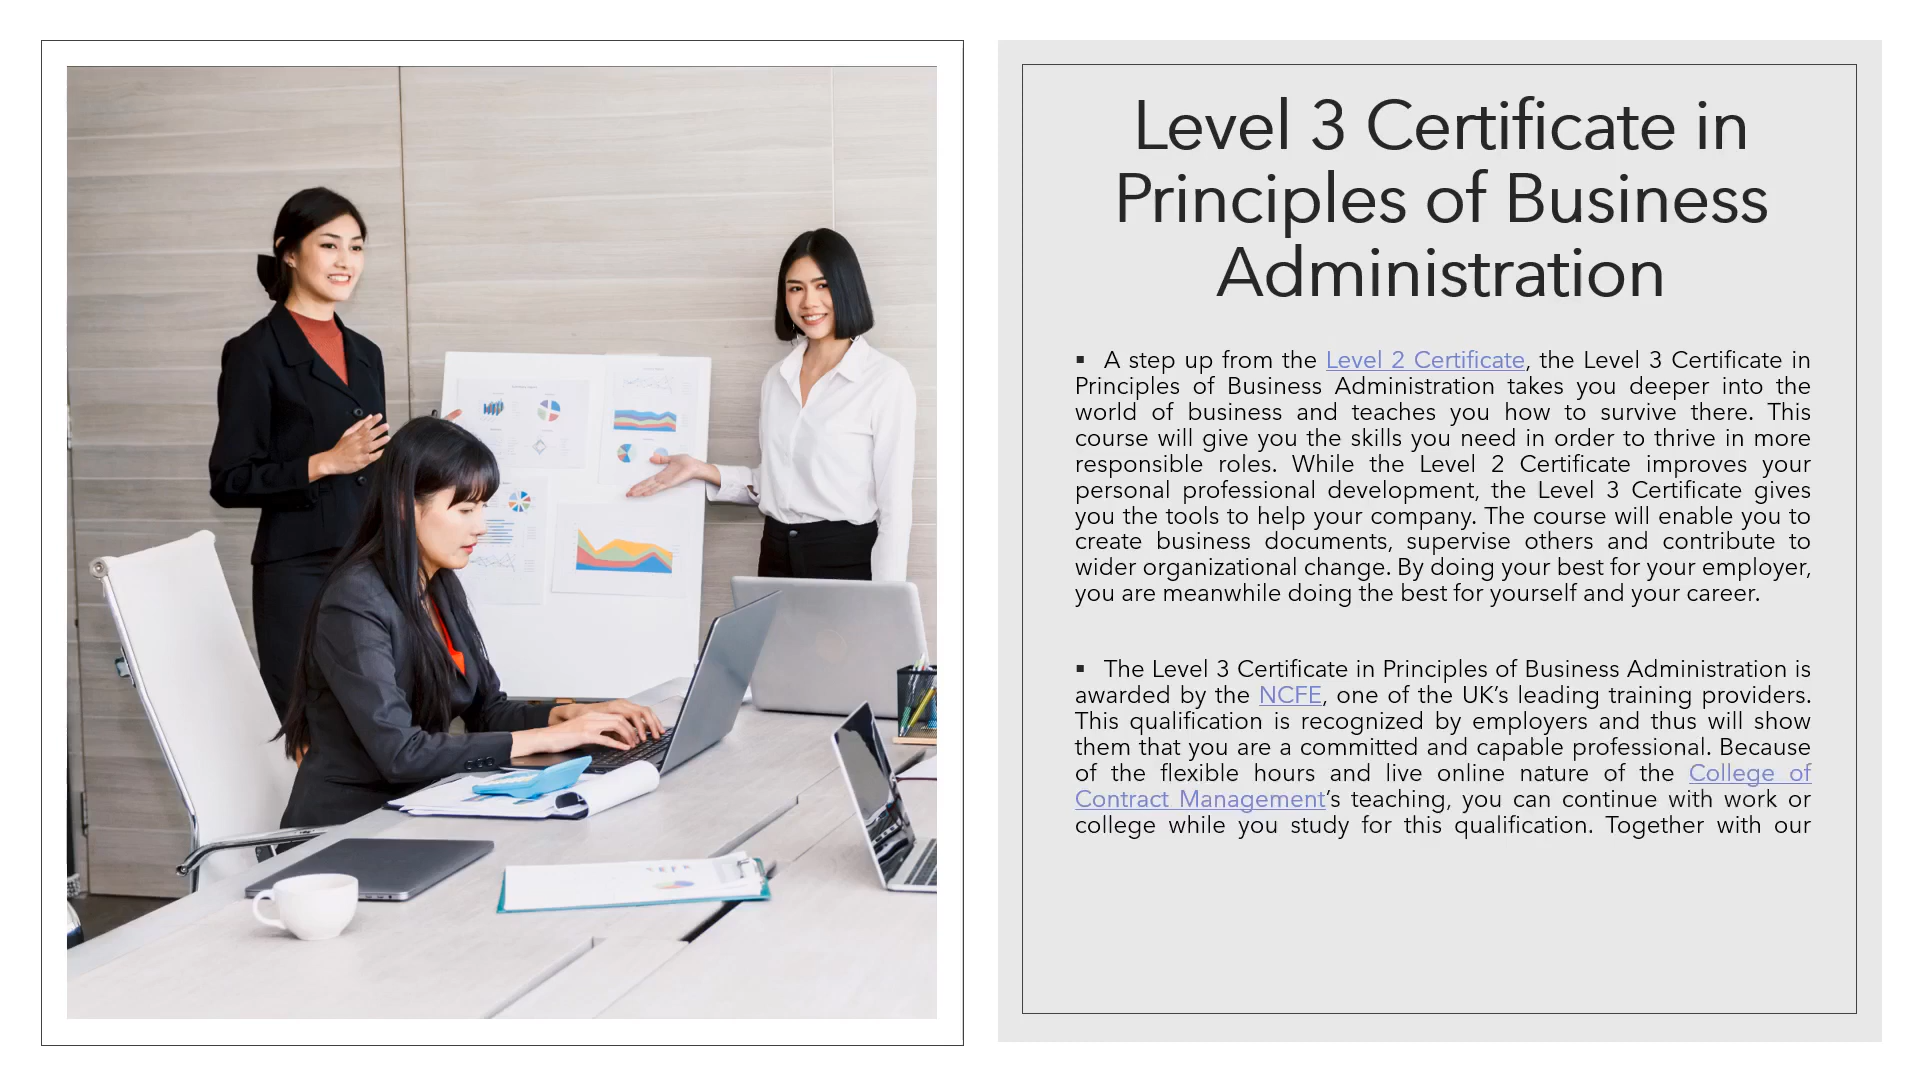 Level 3 Certificate in
Principles of Business
Administration
▪ A step up from the Level 2 Certificate, the Level 3 Certificate in
Principles of Business Administration takes you deeper into the
world of business and teaches you how to survive there. This
course will give you the skills you need in order to thrive in more
responsible roles. While the Level 2 Certificate improves your
personal professional development, the Level 3 Certificate gives
you the tools to help your company. The course will enable you to
create business documents, supervise others and contribute to
wider organizational change. By doing your best for your employer,
you are meanwhile doing the best for yourself and your career.
▪ The Level 3 Certificate in Principles of Business Administration is
awarded by the NCFE, one of the UK’s leading training providers.
This qualification is recognized by employers and thus will show
them that you are a committed and capable professional. Because
of the flexible hours and live online nature of the College of
Contract Management’s teaching, you can continue with work or
college while you study for this qualification. Together with our